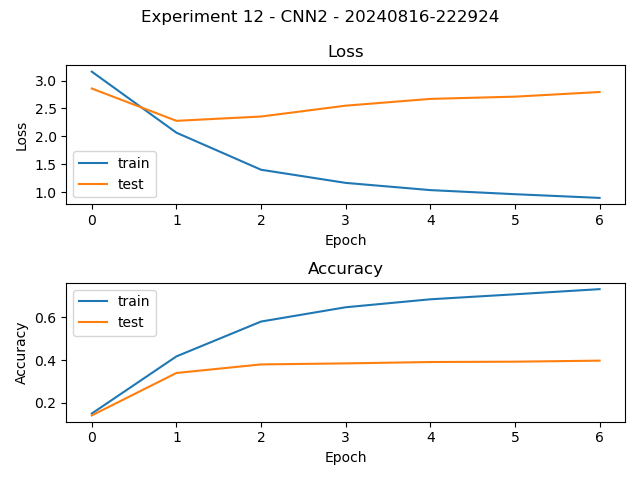 Experiment 12 - CNN2 - 20240816-222924
Loss
3.0
2.5
2.0
1.5
1.0
Loss
train
test
0 1 2 3 4 5 6
Epoch
Accuracy
0.6
0.4
0.2
Accuracy
train
test
0 1 2 3 4 5 6
Epoch